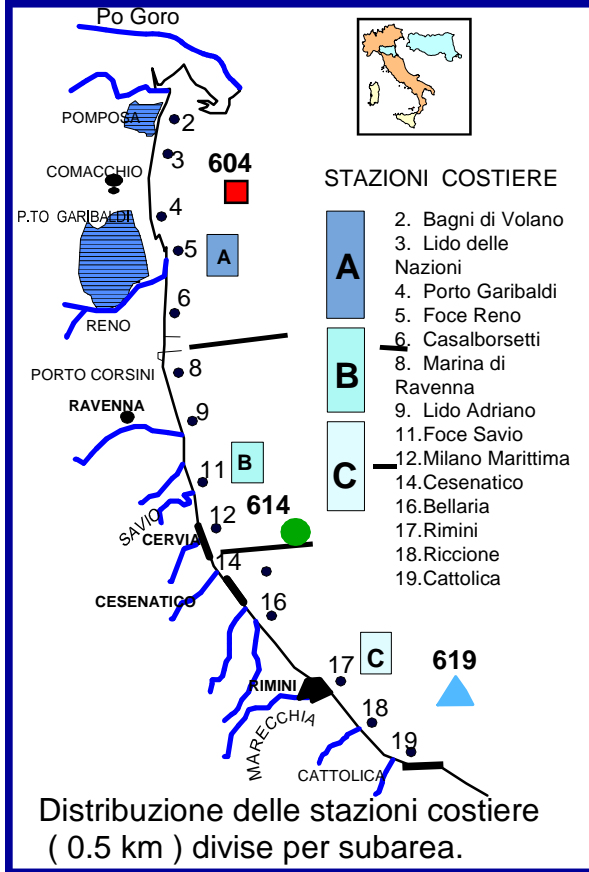 Po Goro
POMPOSA
2
3
604
COMACCHIO
4
P.TO GARIBALDI
5
A
6
RENO
PORTO CORSINI
8
RAVENNA
9
B
11
SAVIO
12
614
CERVIA
14
CESENATICO
16
17
C
619
RIMINI
MARECCHIA
18
19
CATTOLICA
STAZIONI COSTIERE
A
B
C
2. Bagni di Volano
3. Lido delle
Nazioni
4. Porto Garibaldi
5. Foce Reno
6. Casalborsetti
8. Marina di
Ravenna
9. Lido Adriano
11.Foce Savio
12.Milano Marittima
14.Cesenatico
16.Bellaria
17.Rimini
18.Riccione
19.Cattolica
Distribuzione delle stazioni costiere
( 0.5 km ) divise per subarea.